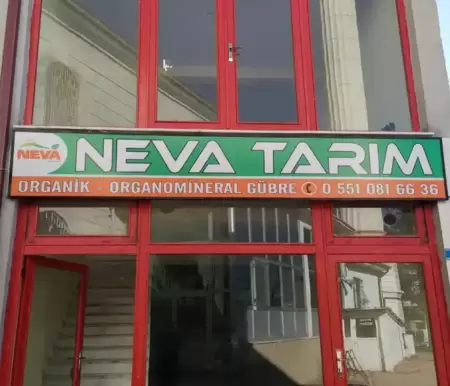 NEVA
NEVA TARIM
ORGANİK - ORGANOMİNERAL GÜBRE 0 551 081 66 36